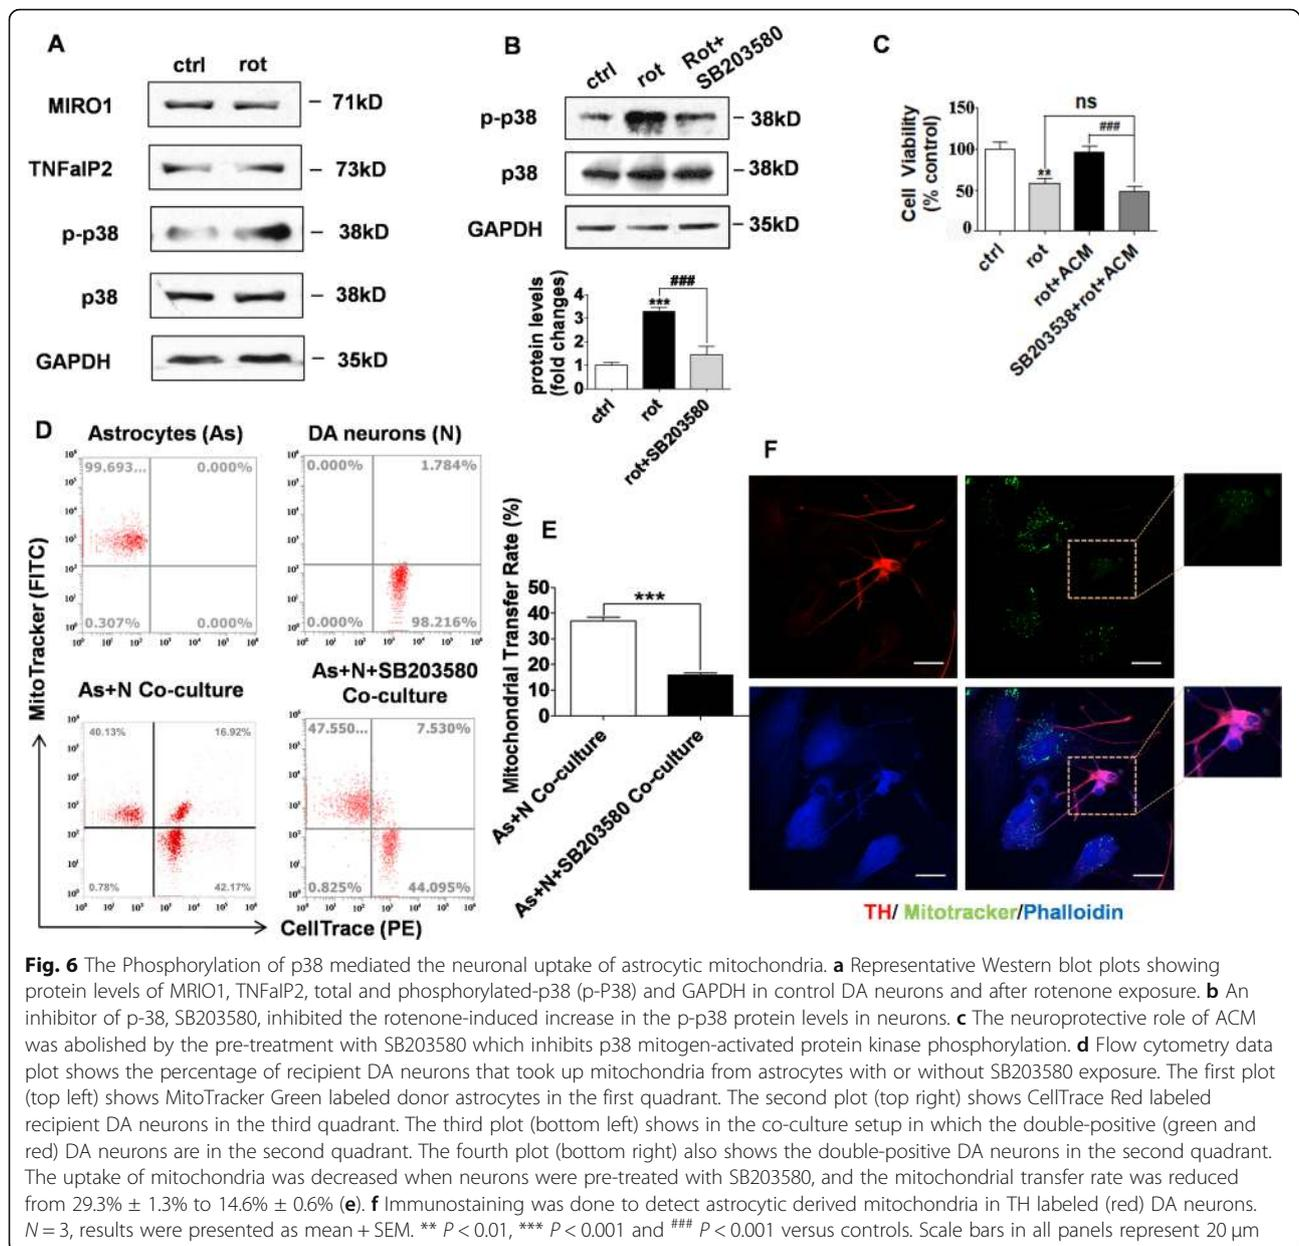 A
ctrl rot
MIRO1 – 71kD
TNFaIP2 – 73kD
p-p38 – 38kD
p38 – 38kD
GAPDH – 35kD
B
ctrl rot Rot+
SB203580
p-p38 – 38kD
p38 – 38kD
GAPDH – 35kD
protein levels
(fold changes)
4
3
2
1
0
###
***
ctrl
rot
rot+SB203580
C
Cell Viability
(% control)
150
100
50
0
ns
###
**
ctrl
rot
rot+ACM
SB203538+rot+ACM
D
Astrocytes (As)
99.693... 0.000%
0.307% 0.000%
DA neurons (N)
0.000% 1.784%
0.000% 98.216%
As+N Co-culture
40.13% 16.92%
0.78% 42.17%
As+N+SB203580
Co-culture
47.550... 7.530%
0.825% 44.095%
MitoTracker (FITC)
CellTrace (PE)
E
Mitochondrial Transfer Rate (%)
50
40
30
20
10
0
***
As+N Co-culture
As+N+SB203580 Co-culture
F
TH/ Mitotracker/Phalloidin
Fig. 6 The Phosphorylation of p38 mediated the neuronal uptake of astrocytic mitochondria. a Representative Western blot plots showing
protein levels of MRIO1, TNFaIP2, total and phosphorylated-p38 (p-P38) and GAPDH in control DA neurons and after rotenone exposure. b An
inhibitor of p-38, SB203580, inhibited the rotenone-induced increase in the p-p38 protein levels in neurons. c The neuroprotective role of ACM
was abolished by the pre-treatment with SB203580 which inhibits p38 mitogen-activated protein kinase phosphorylation. d Flow cytometry data
plot shows the percentage of recipient DA neurons that took up mitochondria from astrocytes with or without SB203580 exposure. The first plot
(top left) shows MitoTracker Green labeled donor astrocytes in the first quadrant. The second plot (top right) shows CellTrace Red labeled
recipient DA neurons in the third quadrant. The third plot (bottom left) shows in the co-culture setup in which the double-positive (green and
red) DA neurons are in the second quadrant. The fourth plot (bottom right) also shows the double-positive DA neurons in the second quadrant.
The uptake of mitochondria was decreased when neurons were pre-treated with SB203580, and the mitochondrial transfer rate was reduced
from 29.3% ± 1.3% to 14.6% ± 0.6% (e). f Immunostaining was done to detect astrocytic derived mitochondria in TH labeled (red) DA neurons.
N = 3, results were presented as mean + SEM. ** P < 0.01, *** P < 0.001 and ### P < 0.001 versus controls. Scale bars in all panels represent 20 μm